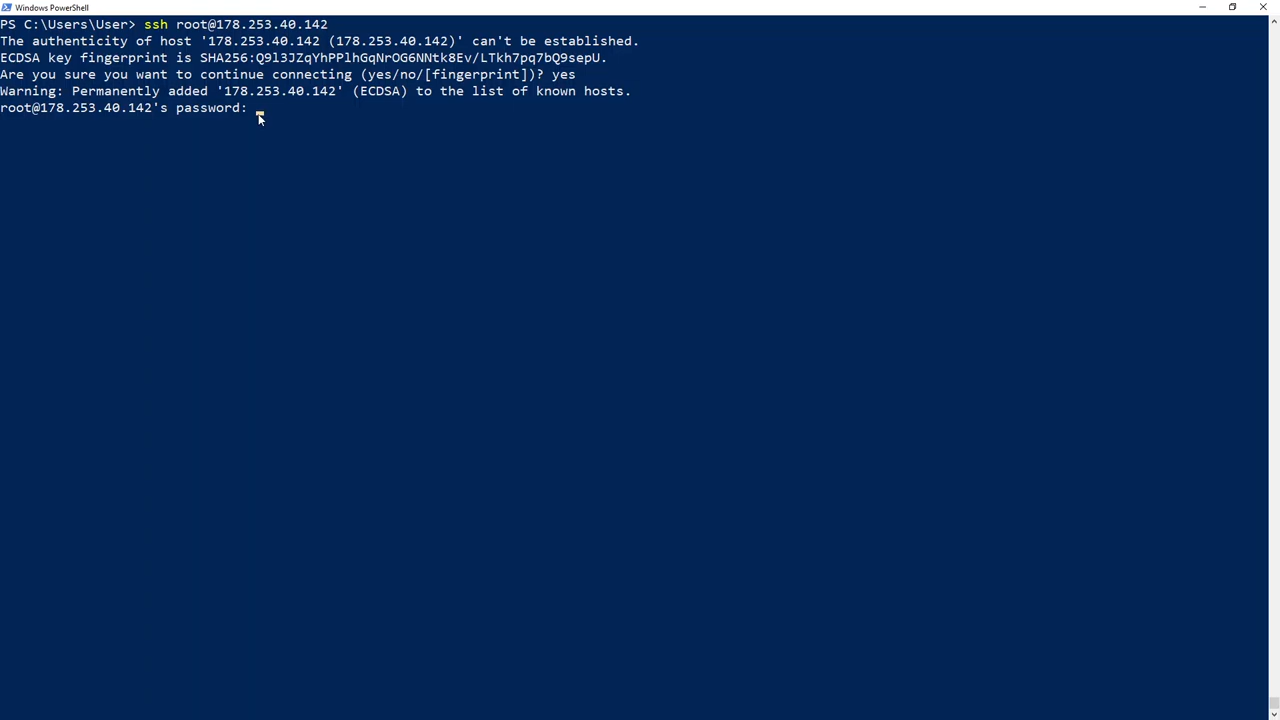 Windows PowerShell
PS C:\Users\User> ssh root@178.253.40.142
The authenticity of host '178.253.40.142 (178.253.40.142)' can't be established.
ECDSA key fingerprint is SHA256:Q9l3JZqYhPPlhGqNrOG6NNtk8Ev/LTkh7pq7bQ9sepU.
Are you sure you want to continue connecting (yes/no/[fingerprint])? yes
Warning: Permanently added '178.253.40.142' (ECDSA) to the list of known hosts.
root@178.253.40.142's password: